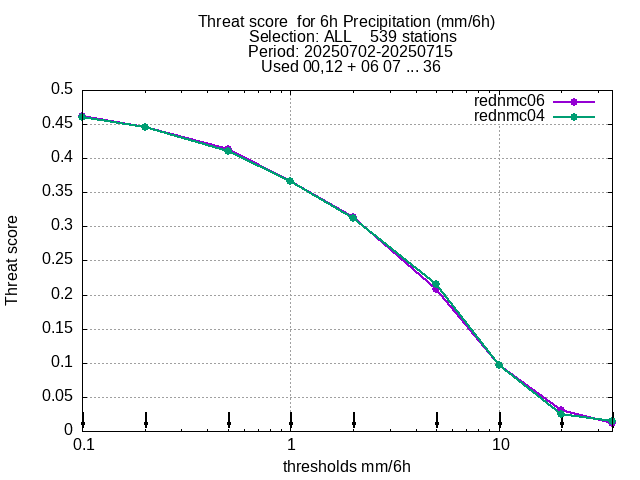 Threat score  for 6h Precipitation (mm/6h)
Selection: ALL    539 stations
Period: 20250702-20250715
Used 00,12 + 06 07 ... 36
rednmc06
rednmc04
0.5
0.45
0.4
0.35
0.3
0.25
0.2
0.15
0.1
0.05
0
Threat score
0.1 1 10
thresholds mm/6h